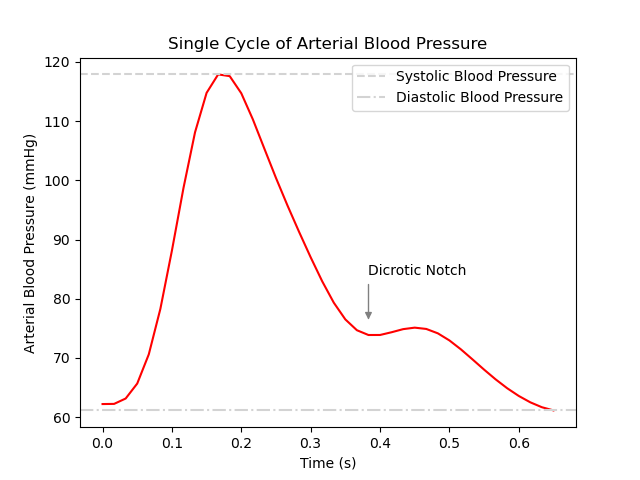 Single Cycle of Arterial Blood Pressure
Systolic Blood Pressure
Diastolic Blood Pressure
Arterial Blood Pressure (mmHg)
120
110
100
90
80
70
60
Dicrotic Notch
0.0 0.1 0.2 0.3 0.4 0.5 0.6
Time (s)